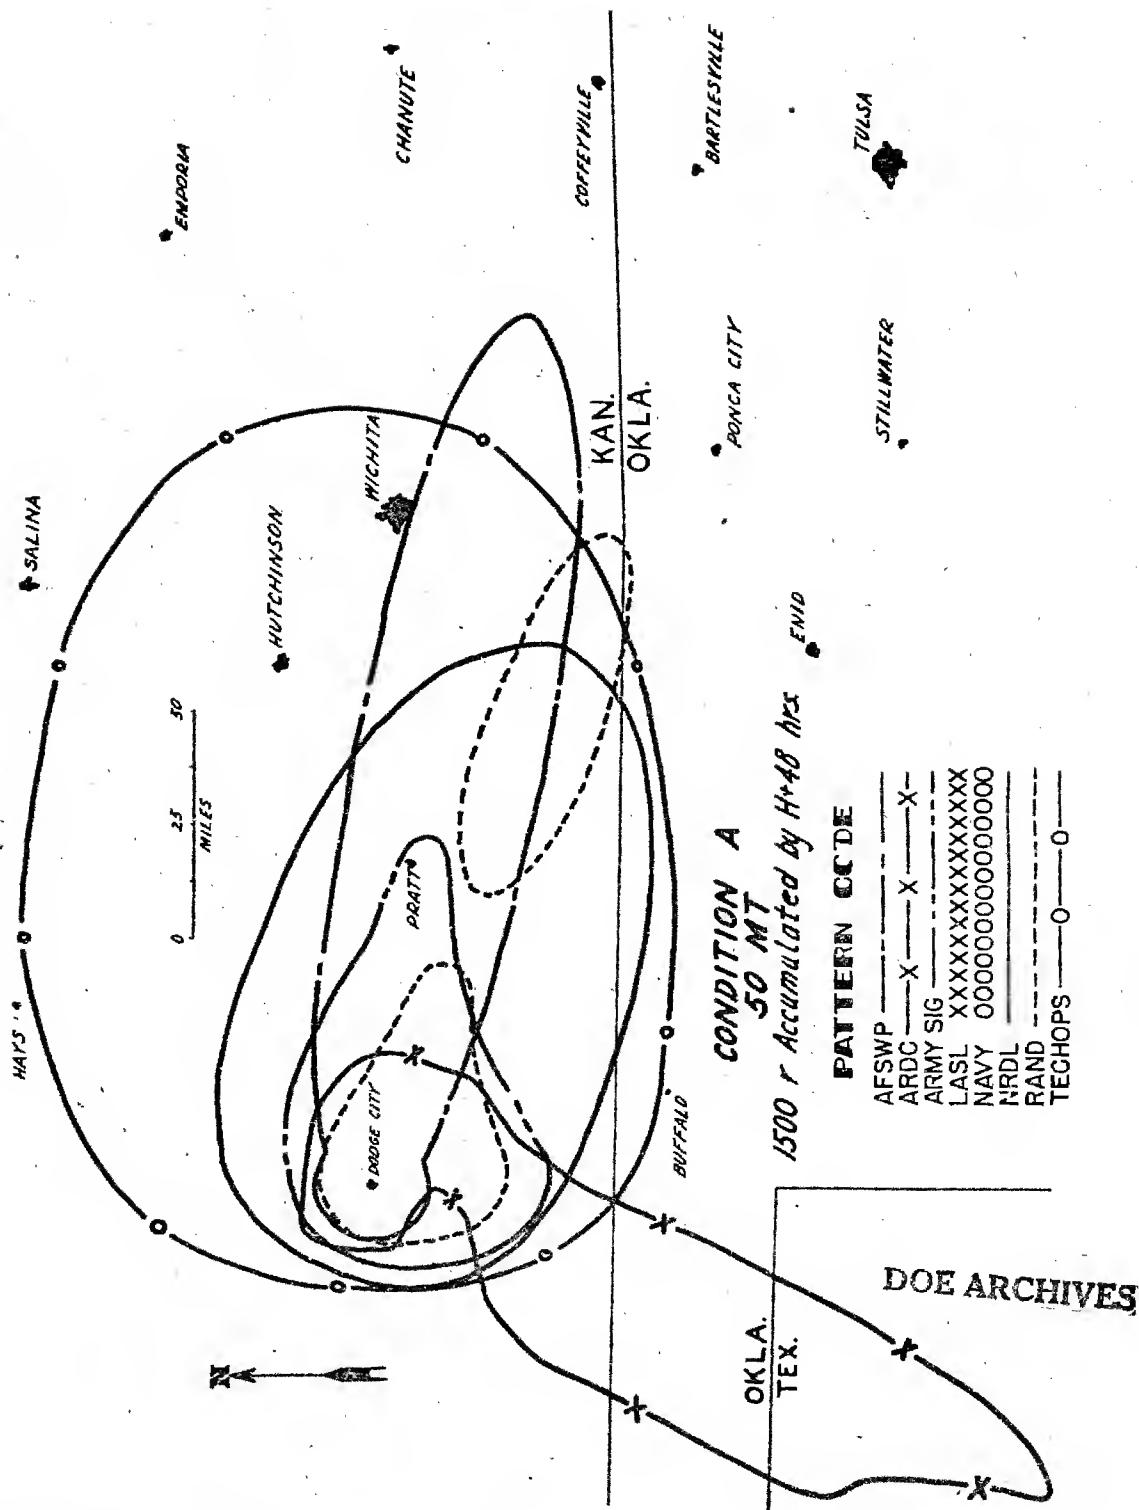 HAYS
SALINA
EMPORIA
HUTCHINSON
WICHITA
CHANUTE
0 25 50
MILES
PRATT
DODGE CITY
COFFEYVILLE
KAN.
OKLA.
BARTLESVILLE
PONCA CITY
TULSA
STILLWATER
ENID
BUFFALO
N
OKLA.
TEX.
CONDITION A
50 MT
1500 r Accumulated by H+48 hrs
PATTERN CODE
AFSWP
ARDC X X X
ARMY SIG
LASL XXXXXXXXXXXXXXXX
NAVY OOOOOOOOOOOOOOO
NRDL
RAND
TECHOPS O O
DOE ARCHIVES